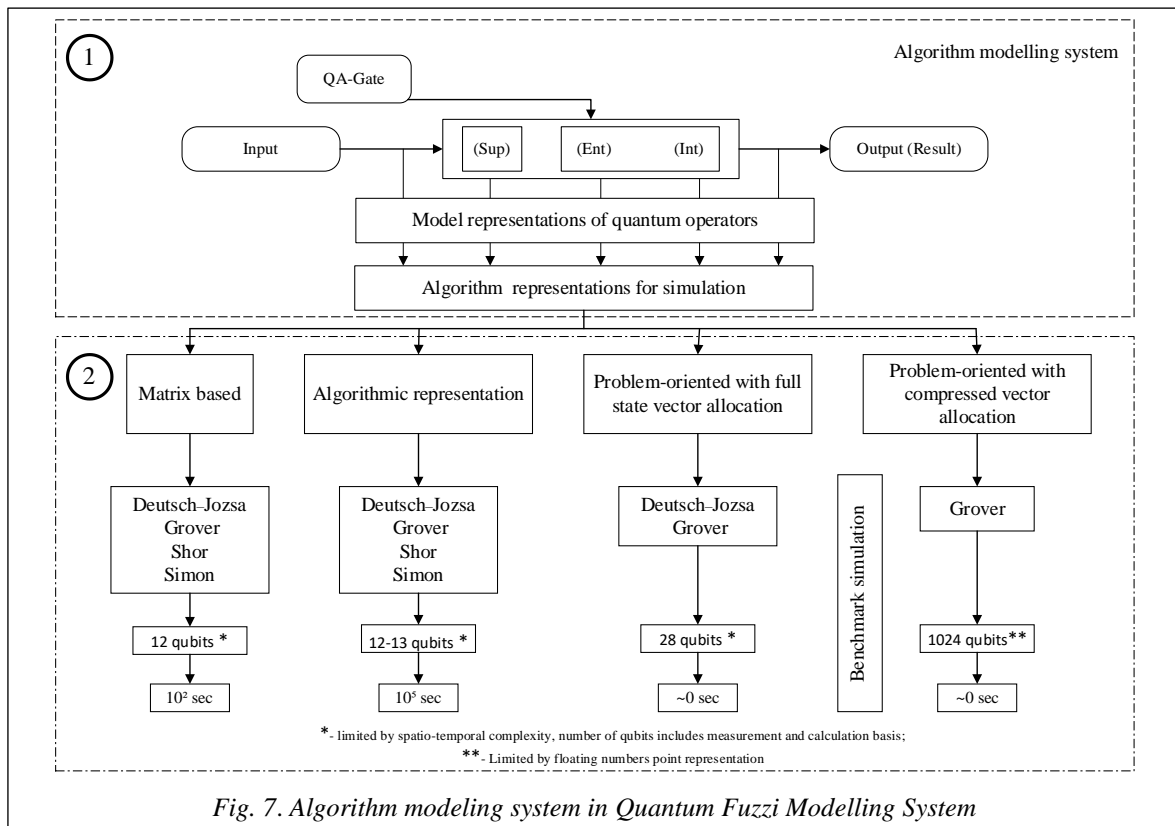 1
Algorithm modelling system
QA-Gate
Input
(Sup)
(Ent)
(Int)
Output (Result)
Model representations of quantum operators
Algorithm representations for simulation
2
Matrix based
Algorithmic representation
Problem-oriented with full
state vector allocation
Problem-oriented with
compressed vector
allocation
Deutsch–Jozsa
Grover
Shor
Simon
Deutsch–Jozsa
Grover
Shor
Simon
Deutsch–Jozsa
Grover
Benchmark simulation
Grover
12 qubits *
12-13 qubits *
28 qubits *
1024 qubits**
10² sec
10⁵ sec
~0 sec
~0 sec
*- limited by spatio-temporal complexity, number of qubits includes measurement and calculation basis;
**- Limited by floating numbers point representation
Fig. 7. Algorithm modeling system in Quantum Fuzzi Modelling System